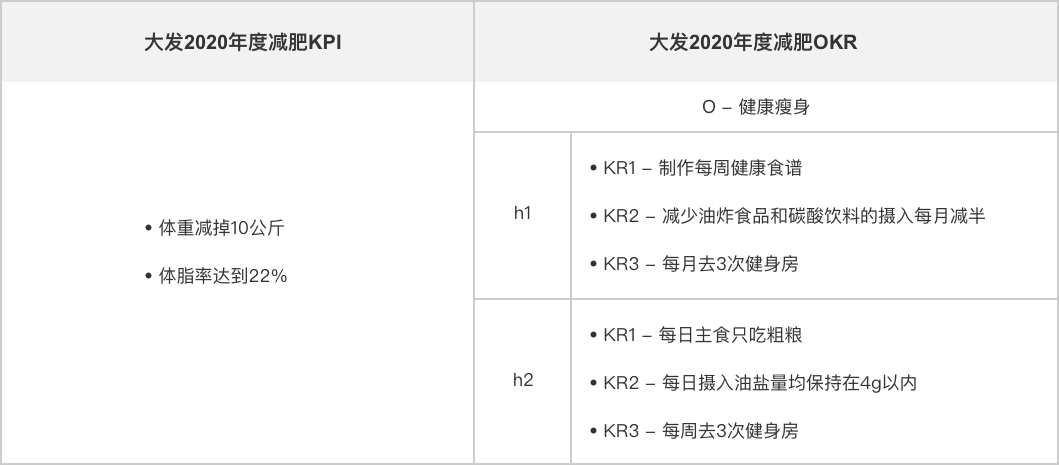 大发2020年度减肥KPI
大发2020年度减肥OKR
• 体重减掉10公斤
• 体脂率达到22%
O – 健康瘦身
h1
• KR1 – 制作每周健康食谱
• KR2 – 减少油炸食品和碳酸饮料的摄入每月减半
• KR3 – 每月去3次健身房
h2
• KR1 – 每日主食只吃粗粮
• KR2 – 每日摄入油盐量均保持在4g以内
• KR3 – 每周去3次健身房